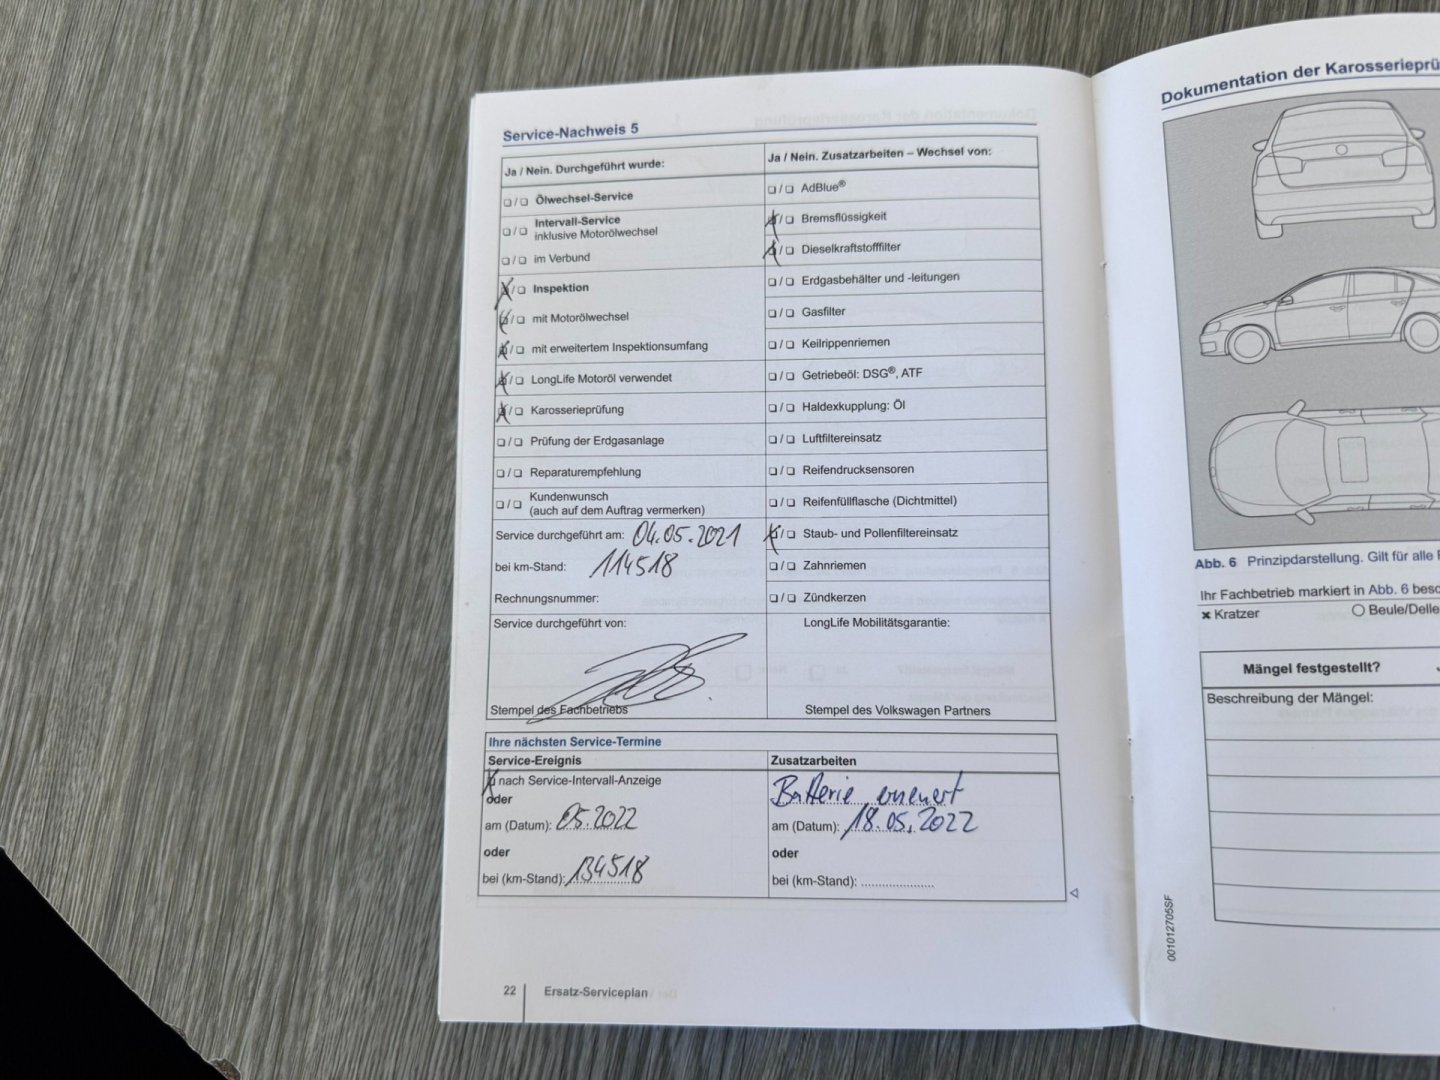 Service-Nachweis 5
Ja / Nein. Durchgeführt wurde:
❏ / ❏ Ölwechsel-Service
❏ / ❏ Intervall-Service
inklusive Motorölwechsel
❏ / ❏ im Verbund
❏ / ❏ Inspektion
❏ / ❏ mit Motorölwechsel
❏ / ❏ mit erweitertem Inspektionsumfang
❏ / ❏ LongLife Motoröl verwendet
❏ / ❏ Karosserieprüfung
❏ / ❏ Prüfung der Erdgasanlage
❏ / ❏ Reparaturempfehlung
❏ / ❏ Kundenwunsch
(auch auf dem Auftrag vermerken)
Service durchgeführt am: 04.05.2021
bei km-Stand: 114518
Rechnungsnummer:
Service durchgeführt von:
Stempel des Fachbetriebs
Ja / Nein. Zusatzarbeiten – Wechsel von:
❏ / ❏ AdBlue®
❏ / ❏ Bremsflüssigkeit
❏ / ❏ Dieselkraftstofffilter
❏ / ❏ Erdgasbehälter und -leitungen
❏ / ❏ Gasfilter
❏ / ❏ Keilrippenriemen
❏ / ❏ Getriebeöl: DSG®, ATF
❏ / ❏ Haldexkupplung: Öl
❏ / ❏ Luftfiltereinsatz
❏ / ❏ Reifendrucksensoren
❏ / ❏ Reifenfüllflasche (Dichtmittel)
❏ / ❏ Staub- und Pollenfiltereinsatz
❏ / ❏ Zahnriemen
❏ / ❏ Zündkerzen
LongLife Mobilitätsgarantie:
Stempel des Volkswagen Partners
Ihre nächsten Service-Termine
Service-Ereignis
❏ nach Service-Intervall-Anzeige
oder
am (Datum): 05.2022
oder
bei (km-Stand): 134518
Zusatzarbeiten
Batterie erneuert
am (Datum): 18.05.2022
oder
bei (km-Stand): ......................
22 Ersatz-Serviceplan
Dokumentation der Karosserieprü
Abb. 6 Prinzipdarstellung. Gilt für alle
Ihr Fachbetrieb markiert in Abb. 6 besc
✖ Kratzer ○ Beule/Delle
Mängel festgestellt?
Beschreibung der Mängel:
001012705SF